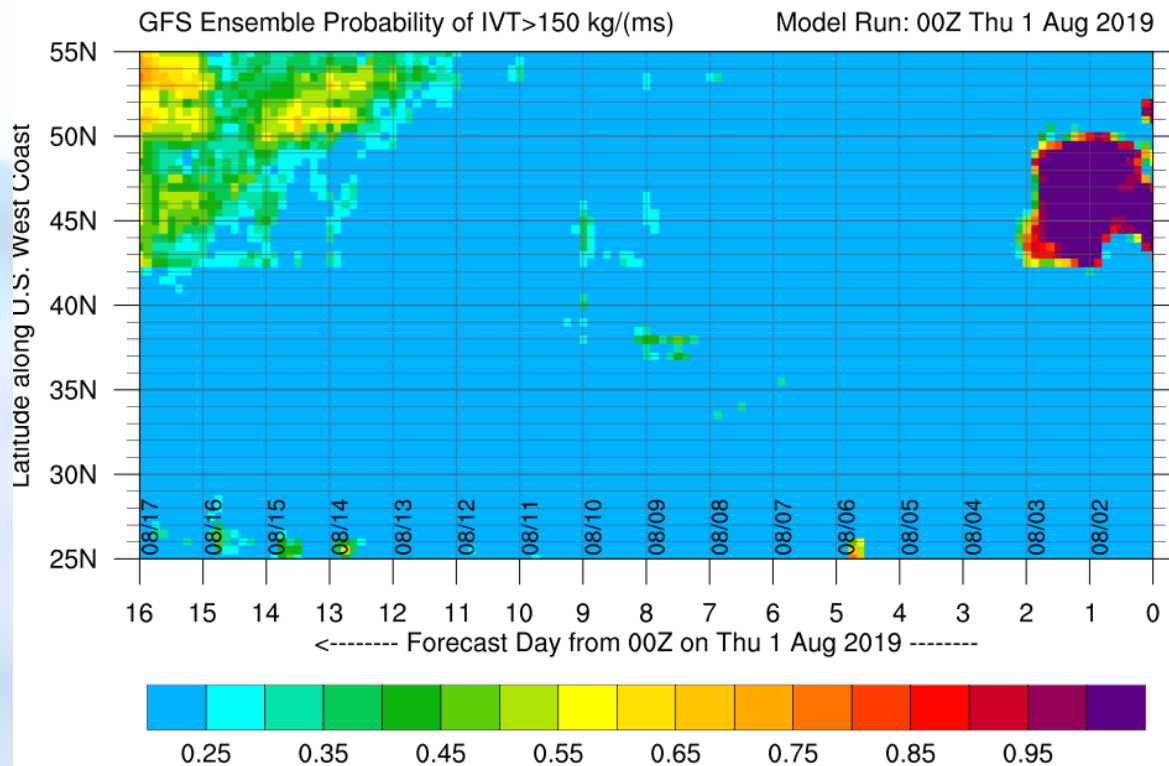 GFS Ensemble Probability of IVT>150 kg/(ms) Model Run: 00Z Thu 1 Aug 2019
Latitude along U.S. West Coast
55N
50N
45N
40N
35N
30N
25N
08/17 08/16 08/15 08/14 08/13 08/12 08/11 08/10 08/09 08/08 08/07 08/06 08/05 08/04 08/03 08/02
16 15 14 13 12 11 10 9 8 7 6 5 4 3 2 1 0
<-------- Forecast Day from 00Z on Thu 1 Aug 2019 --------
0.25 0.35 0.45 0.55 0.65 0.75 0.85 0.95